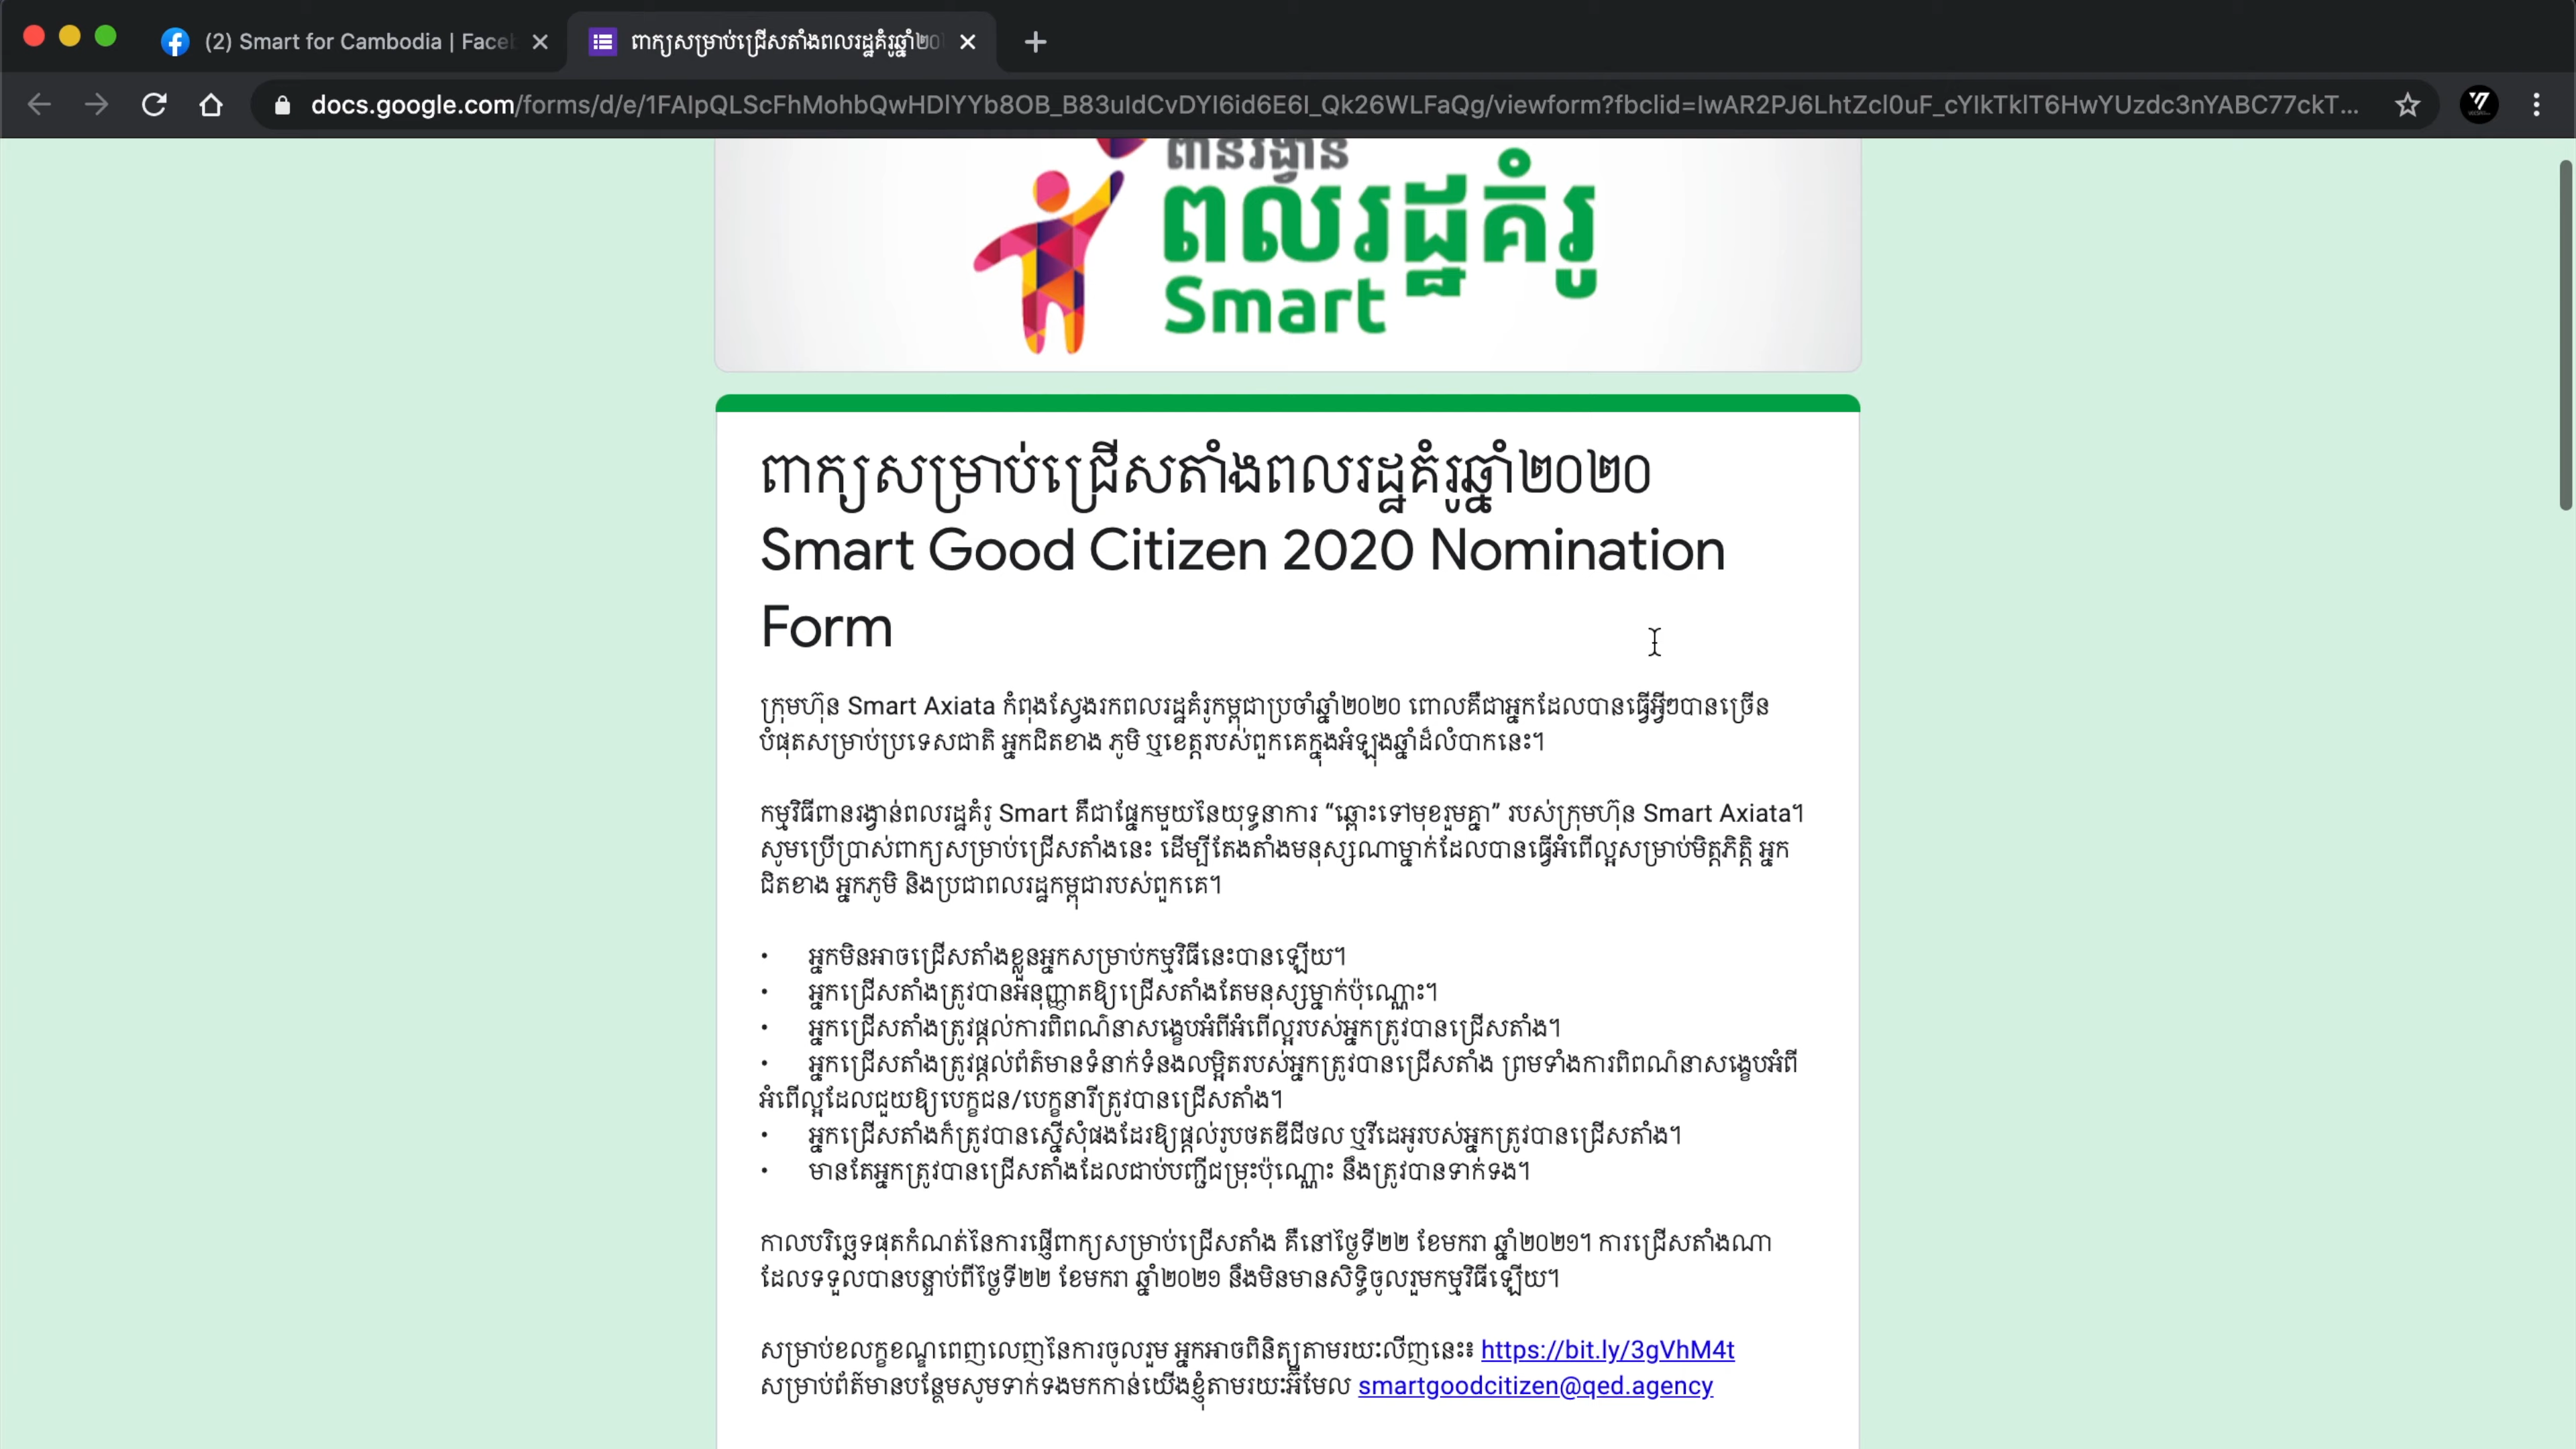 (2) Smart for Cambodia | Face
ពាក្យសម្រាប់ជ្រើសតាំងពលរដ្ឋគំរូឆ្នាំ២០
docs.google.com/forms/d/e/1FAIpQLScFhMohbQwHDlYYb8OB_B83uIdCvDYI6id6E6I_Qk26WLFaQg/viewform?fbclid=IwAR2PJ6LhtZcl0uF_cYIkTklT6HwYUzdc3nYABC77ckT...
ពានរង្វាន់
ពលរដ្ឋគំរូ
Smart
ពាក្យសម្រាប់ជ្រើសតាំងពលរដ្ឋគំរូឆ្នាំ២០២០
Smart Good Citizen 2020 Nomination
Form
ក្រុមហ៊ុន Smart Axiata កំពុងស្វែងរកពលរដ្ឋគំរូកម្ពុជាប្រចាំឆ្នាំ២០២០ ពោលគឺជាអ្នកដែលបានធ្វើអ្វីៗបានច្រើន
បំផុតសម្រាប់ប្រទេសជាតិ អ្នកជិតខាង ភូមិ ឬខេត្តរបស់ពួកគេក្នុងអំឡុងឆ្នាំដ៏លំបាកនេះ។
កម្មវិធីពានរង្វាន់ពលរដ្ឋគំរូ Smart គឺជាផ្នែកមួយនៃយុទ្ធនាការ “ឆ្ពោះទៅមុខរួមគ្នា” របស់ក្រុមហ៊ុន Smart Axiata។
សូមប្រើប្រាស់ពាក្យសម្រាប់ជ្រើសតាំងនេះ ដើម្បីតែងតាំងមនុស្សណាម្នាក់ដែលបានធ្វើអំពើល្អសម្រាប់មិត្តភិត្តិ អ្នក
ជិតខាង អ្នកភូមិ និងប្រជាពលរដ្ឋកម្ពុជារបស់ពួកគេ។
• អ្នកមិនអាចជ្រើសតាំងខ្លួនអ្នកសម្រាប់កម្មវិធីនេះបានឡើយ។
• អ្នកជ្រើសតាំងត្រូវបានអនុញ្ញាតឱ្យជ្រើសតាំងតែមនុស្សម្នាក់ប៉ុណ្ណោះ។
• អ្នកជ្រើសតាំងត្រូវផ្តល់ការពិពណ៌នាសង្ខេបអំពីអំពើល្អរបស់អ្នកត្រូវបានជ្រើសតាំង។
• អ្នកជ្រើសតាំងត្រូវផ្តល់ព័ត៌មានទំនាក់ទំនងលម្អិតរបស់អ្នកត្រូវបានជ្រើសតាំង ព្រមទាំងការពិពណ៌នាសង្ខេបអំពី
អំពើល្អដែលជួយឱ្យបេក្ខជន/បេក្ខនារីត្រូវបានជ្រើសតាំង។
• អ្នកជ្រើសតាំងក៏ត្រូវបានស្នើសុំផងដែរឱ្យផ្តល់រូបថតឌីជីថល ឬវីដេអូរបស់អ្នកត្រូវបានជ្រើសតាំង។
• មានតែអ្នកត្រូវបានជ្រើសតាំងដែលជាប់បញ្ជីជម្រុះប៉ុណ្ណោះ នឹងត្រូវបានទាក់ទង។
កាលបរិច្ឆេទផុតកំណត់នៃការផ្ញើពាក្យសម្រាប់ជ្រើសតាំង គឺនៅថ្ងៃទី២២ ខែមករា ឆ្នាំ២០២១។ ការជ្រើសតាំងណា
ដែលទទួលបានបន្ទាប់ពីថ្ងៃទី២២ ខែមករា ឆ្នាំ២០២១ នឹងមិនមានសិទ្ធិចូលរួមកម្មវិធីឡើយ។
សម្រាប់ខលក្ខខណ្ឌពេញលេញនៃការចូលរួម អ្នកអាចពិនិត្យតាមរយៈលីញនេះ៖ https://bit.ly/3gVhM4t
សម្រាប់ព័ត៌មានបន្ថែមសូមទាក់ទងមកកាន់យើងខ្ញុំតាមរយៈអ៊ីមែល smartgoodcitizen@qed.agency